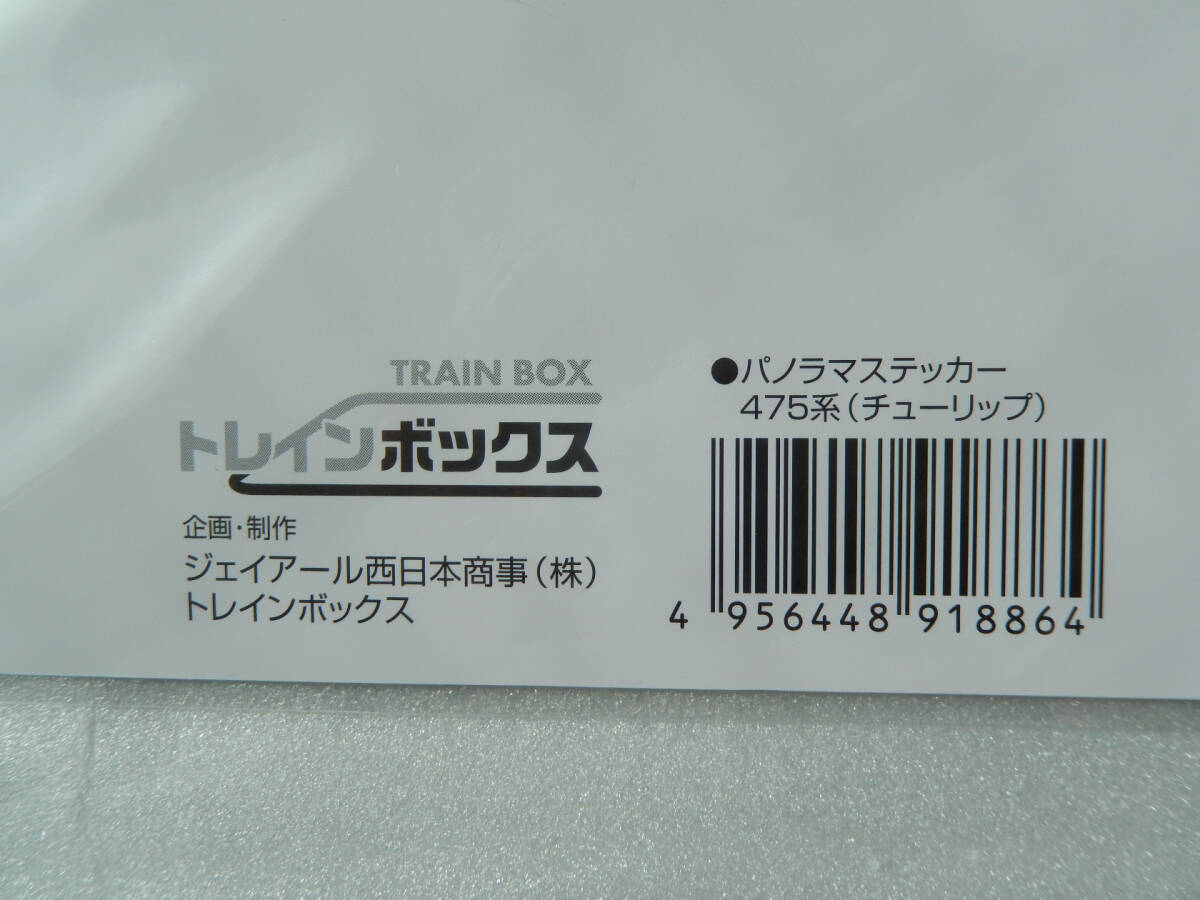 TRAIN BOX
トレインボックス
企画・制作
ジェイアール西日本商事（株）
トレインボックス
●パノラマステッカー
475系（チューリップ）
4 956448 918864